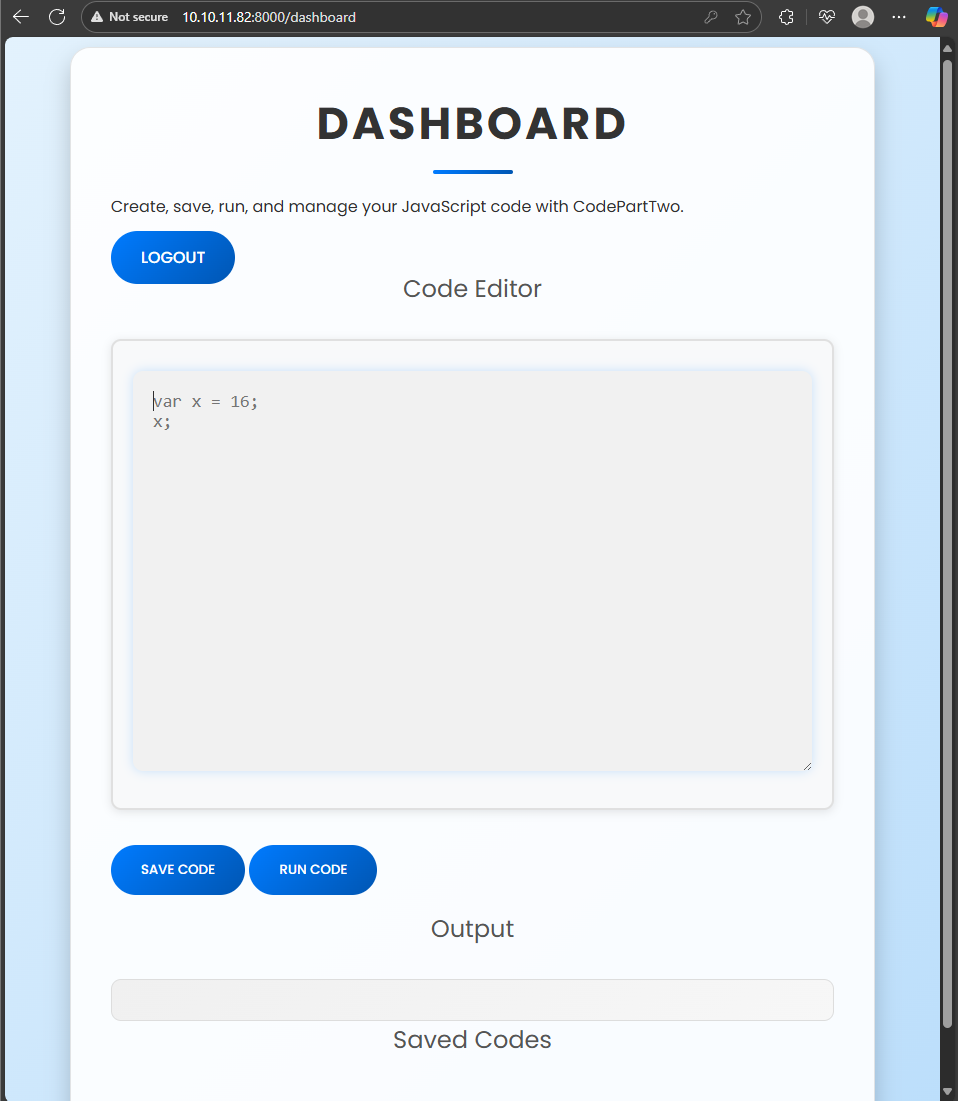 Not secure 10.10.11.82:8000/dashboard
DASHBOARD
Create, save, run, and manage your JavaScript code with CodePartTwo.
LOGOUT
Code Editor
var x = 16;
x;
SAVE CODE RUN CODE
Output
Saved Codes